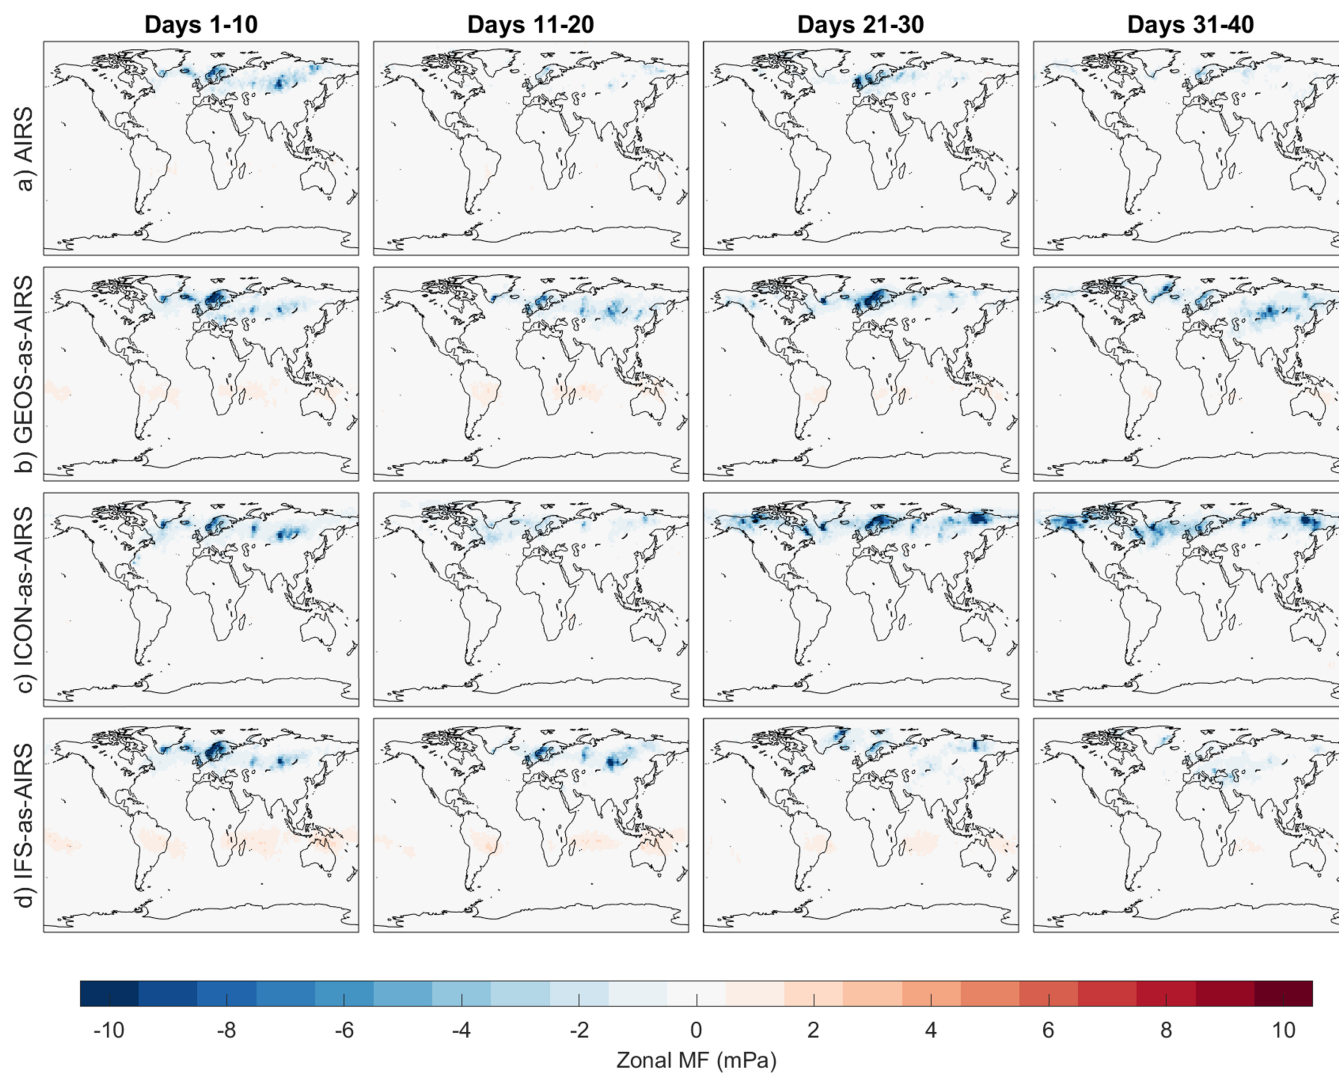 Days 1-10 Days 11-20 Days 21-30 Days 31-40
a) AIRS
b) GEOS-as-AIRS
c) ICON-as-AIRS
d) IFS-as-AIRS
-10 -8 -6 -4 -2 0 2 4 6 8 10
Zonal MF (mPa)